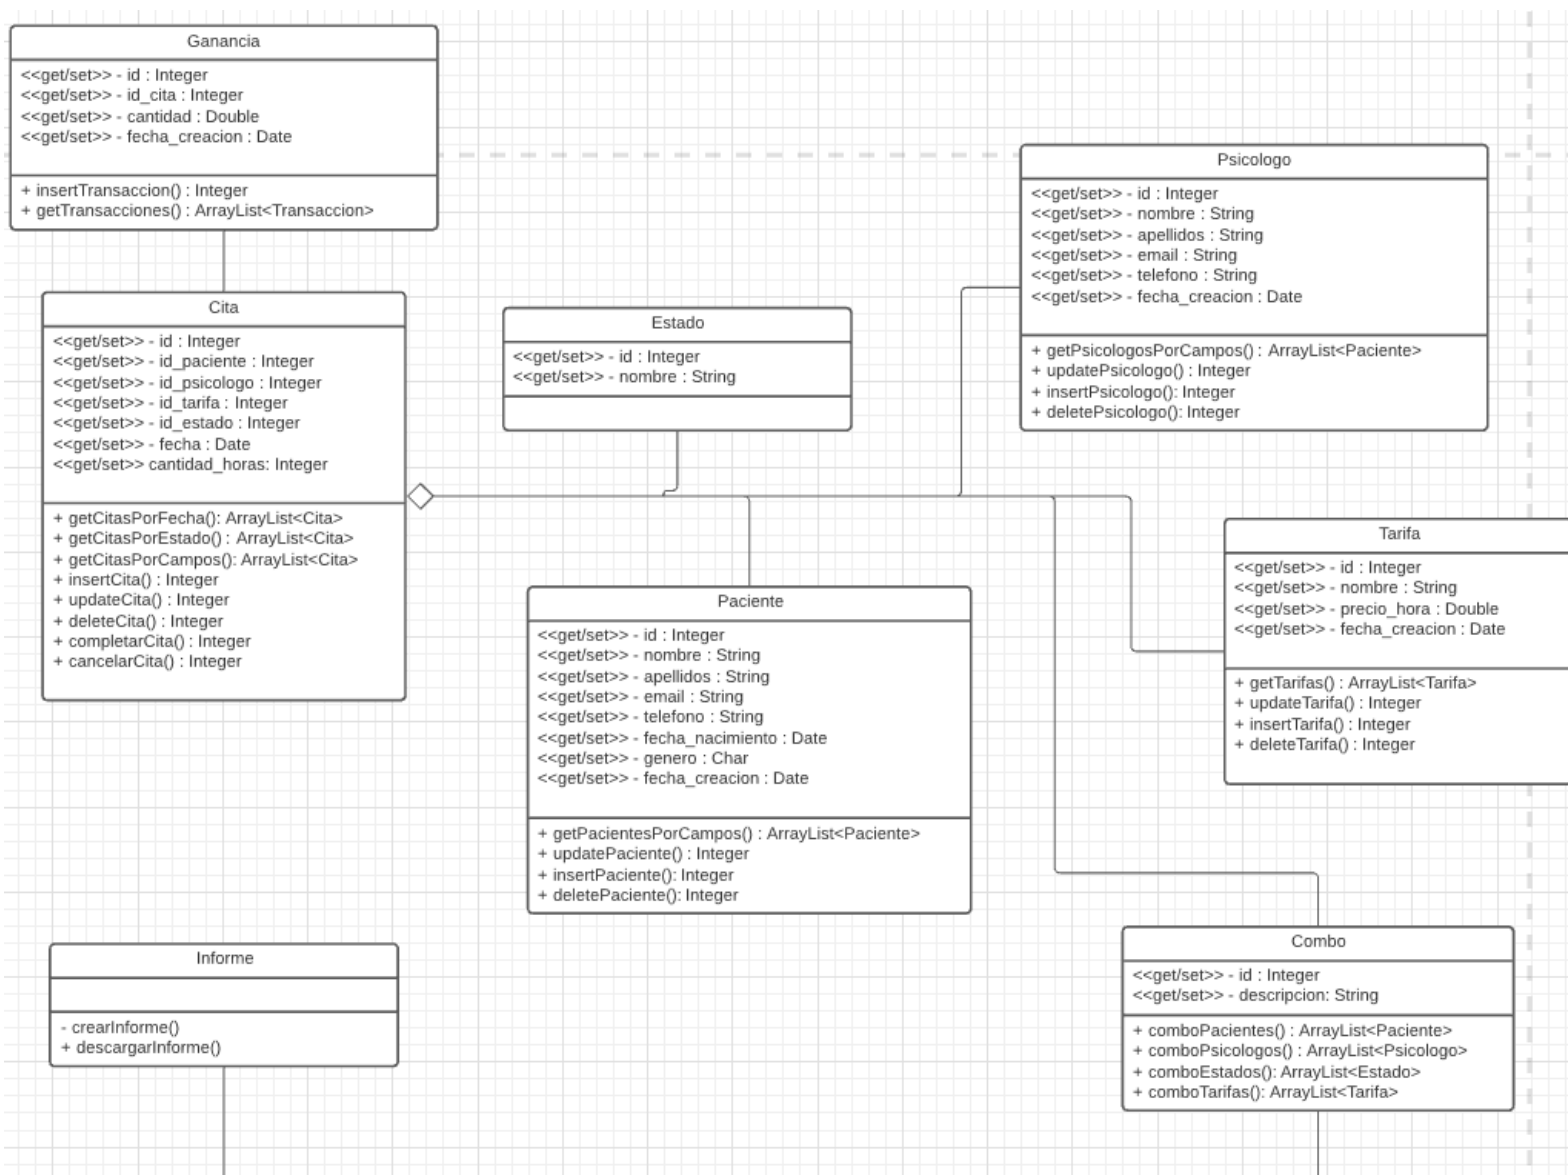 Ganancia
<<get/set>> - id : Integer
<<get/set>> - id_cita : Integer
<<get/set>> - cantidad : Double
<<get/set>> - fecha_creacion : Date
+ insertTransaccion() : Integer
+ getTransacciones() : ArrayList<Transaccion>
Cita
<<get/set>> - id : Integer
<<get/set>> - id_paciente : Integer
<<get/set>> - id_psicologo : Integer
<<get/set>> - id_tarifa : Integer
<<get/set>> - id_estado : Integer
<<get/set>> - fecha : Date
<<get/set>> cantidad_horas: Integer
+ getCitasPorFecha(): ArrayList<Cita>
+ getCitasPorEstado() : ArrayList<Cita>
+ getCitasPorCampos(): ArrayList<Cita>
+ insertCita() : Integer
+ updateCita() : Integer
+ deleteCita() : Integer
+ completarCita() : Integer
+ cancelarCita() : Integer
Estado
<<get/set>> - id : Integer
<<get/set>> - nombre : String
Psicologo
<<get/set>> - id : Integer
<<get/set>> - nombre : String
<<get/set>> - apellidos : String
<<get/set>> - email : String
<<get/set>> - telefono : String
<<get/set>> - fecha_creacion : Date
+ getPsicologosPorCampos() : ArrayList<Paciente>
+ updatePsicologo() : Integer
+ insertPsicologo(): Integer
+ deletePsicologo(): Integer
Paciente
<<get/set>> - id : Integer
<<get/set>> - nombre : String
<<get/set>> - apellidos : String
<<get/set>> - email : String
<<get/set>> - telefono : String
<<get/set>> - fecha_nacimiento : Date
<<get/set>> - genero : Char
<<get/set>> - fecha_creacion : Date
+ getPacientesPorCampos() : ArrayList<Paciente>
+ updatePaciente() : Integer
+ insertPaciente(): Integer
+ deletePaciente(): Integer
Tarifa
<<get/set>> - id : Integer
<<get/set>> - nombre : String
<<get/set>> - precio_hora : Double
<<get/set>> - fecha_creacion : Date
+ getTarifas() : ArrayList<Tarifa>
+ updateTarifa() : Integer
+ insertTarifa() : Integer
+ deleteTarifa() : Integer
Informe
- crearInforme()
+ descargarInforme()
Combo
<<get/set>> - id : Integer
<<get/set>> - descripcion: String
+ comboPacientes() : ArrayList<Paciente>
+ comboPsicologos() : ArrayList<Psicologo>
+ comboEstados(): ArrayList<Estado>
+ comboTarifas(): ArrayList<Tarifa>